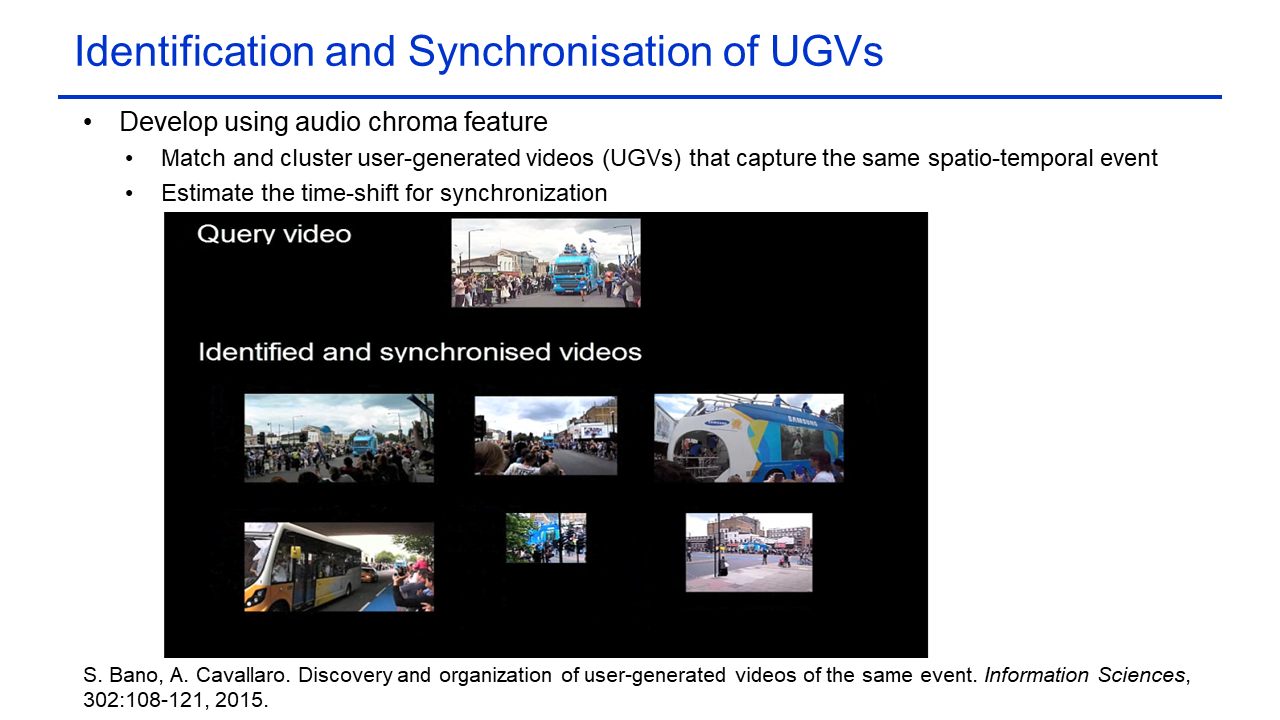 Identification and Synchronisation of UGVs
• Develop using audio chroma feature
• Match and cluster user-generated videos (UGVs) that capture the same spatio-temporal event
• Estimate the time-shift for synchronization
Query video
Identified and synchronised videos
SAMSUNG
SAMSUNG
S. Bano, A. Cavallaro. Discovery and organization of user-generated videos of the same event. Information Sciences,
302:108-121, 2015.